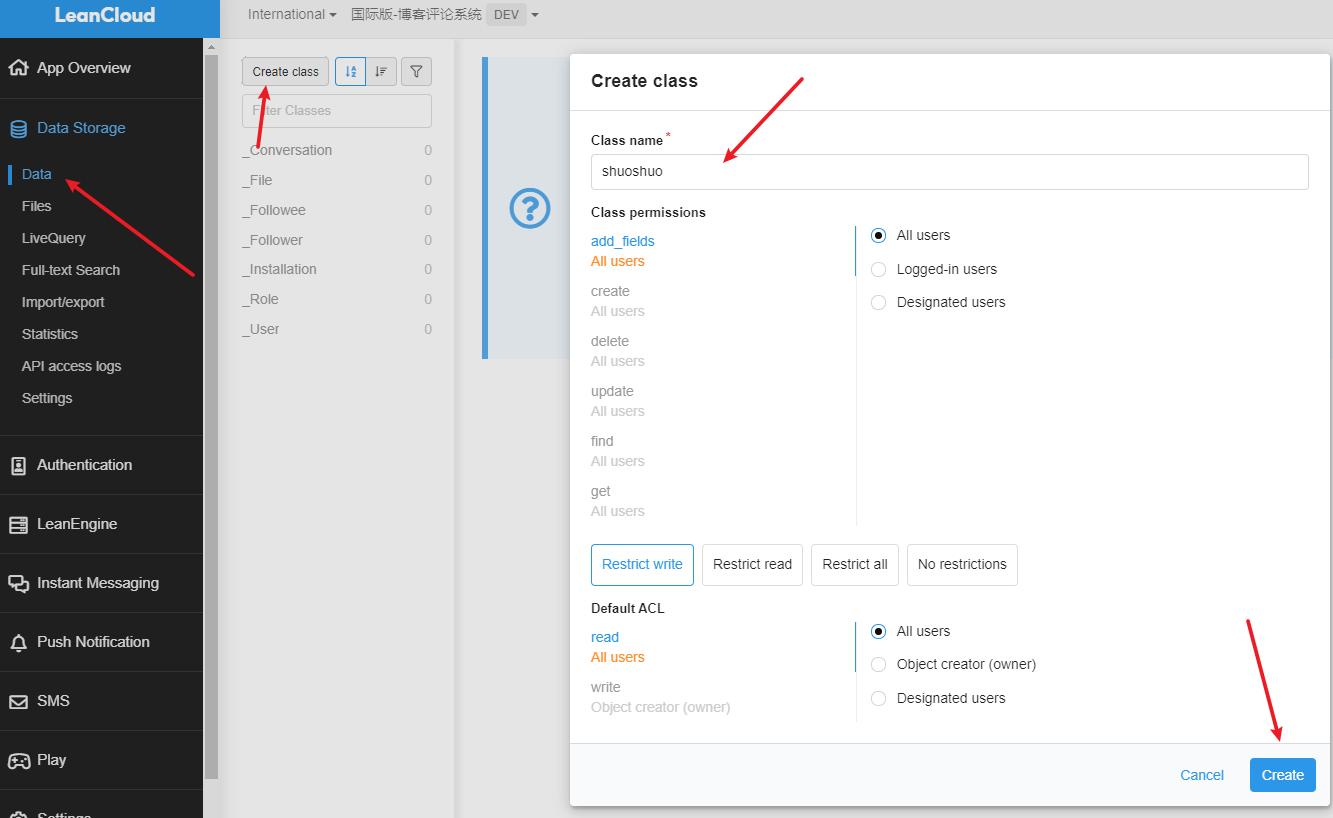 LeanCloud
International
国际版-博客评论系统 DEV
App Overview
Data Storage
Data
Files
LiveQuery
Full-text Search
Import/export
Statistics
API access logs
Settings
Authentication
LeanEngine
Instant Messaging
Push Notification
SMS
Play
Settings
Create class
Filter Classes
_Conversation 0
_File 0
_Followee 0
_Follower 0
_Installation 0
_Role 0
_User 0
Create class
Class name *
shuoshuo
Class permissions
add_fields
All users
create
All users
delete
All users
update
All users
find
All users
get
All users
All users
Logged-in users
Designated users
Restrict write Restrict read Restrict all No restrictions
Default ACL
read
All users
write
Object creator (owner)
All users
Object creator (owner)
Designated users
Cancel Create